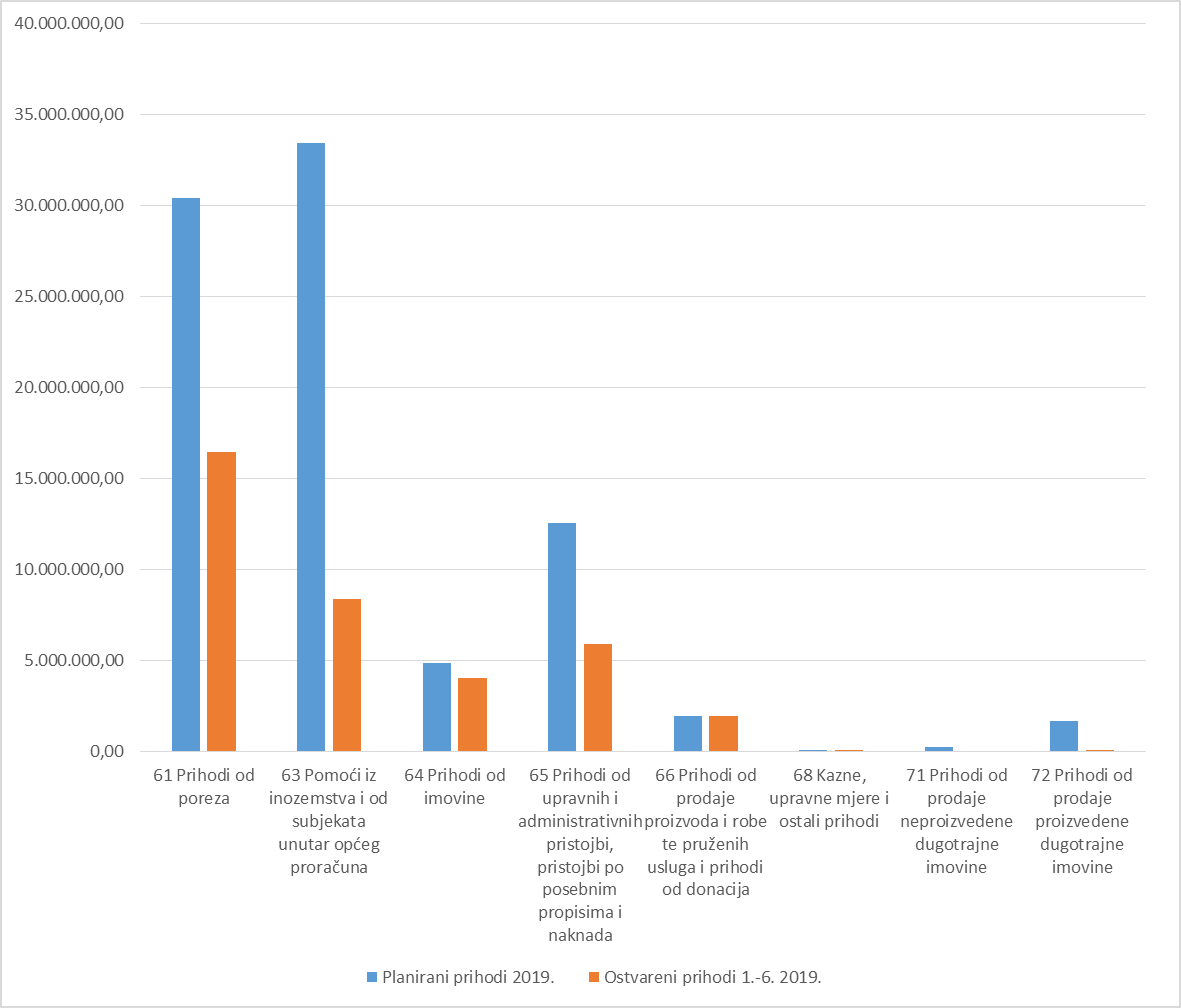 40.000.000,00
35.000.000,00
30.000.000,00
25.000.000,00
20.000.000,00
15.000.000,00
10.000.000,00
5.000.000,00
0,00
61 Prihodi od
poreza
63 Pomoći iz
inozemstva i od
subjekata
unutar općeg
proračuna
64 Prihodi od
imovine
65 Prihodi od
upravnih i
administrativnih
pristojbi,
pristojbi po
posebnim
propisima i
naknada
66 Prihodi od
prodaje
proizvoda i robe
te pruženih
usluga i prihodi
od donacija
68 Kazne,
upravne mjere i
ostali prihodi
71 Prihodi od
prodaje
neproizvedene
dugotrajne
imovine
72 Prihodi od
prodaje
proizvedene
dugotrajne
imovine
Planirani prihodi 2019.
Ostvareni prihodi 1.-6. 2019.